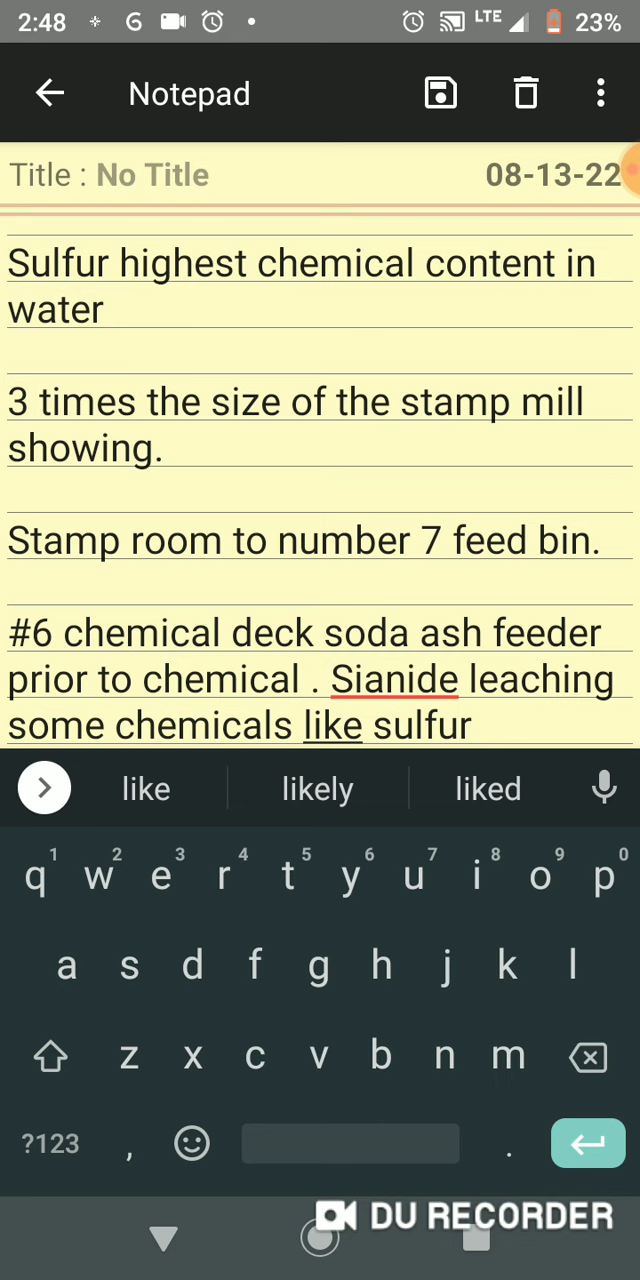 2:48 G LTE 23%
Notepad
Title : No Title 08-13-22
Sulfur highest chemical content in
water
3 times the size of the stamp mill
showing.
Stamp room to number 7 feed bin.
#6 chemical deck soda ash feeder
prior to chemical . Sianide leaching
some chemicals like sulfur
like likely liked
1 2 3 4 5 6 7 8 9 0
q w e r t y u i o p
a s d f g h j k l
z x c v b n m
?123 , .
DU RECORDER